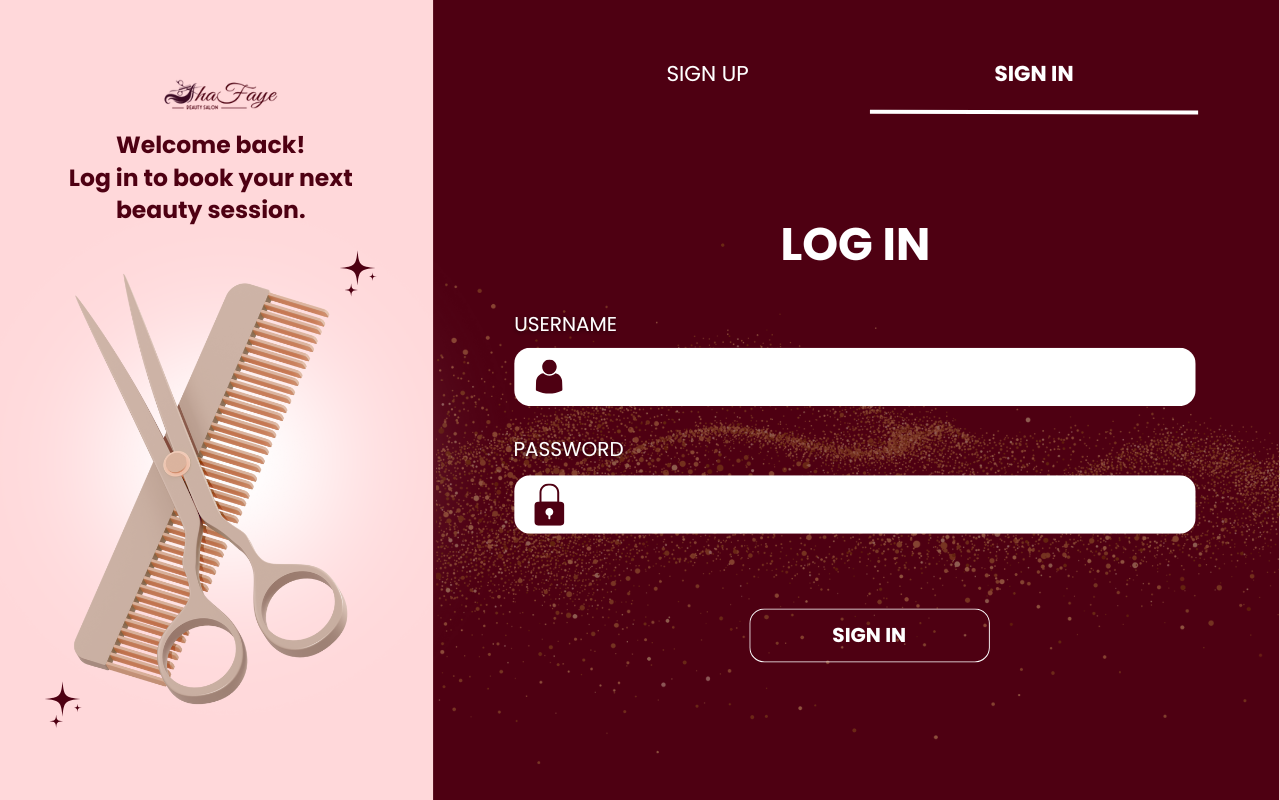 ShaFaye
BEAUTY SALON
Welcome back!
Log in to book your next
beauty session.
SIGN UP
SIGN IN
LOG IN
USERNAME
PASSWORD
SIGN IN